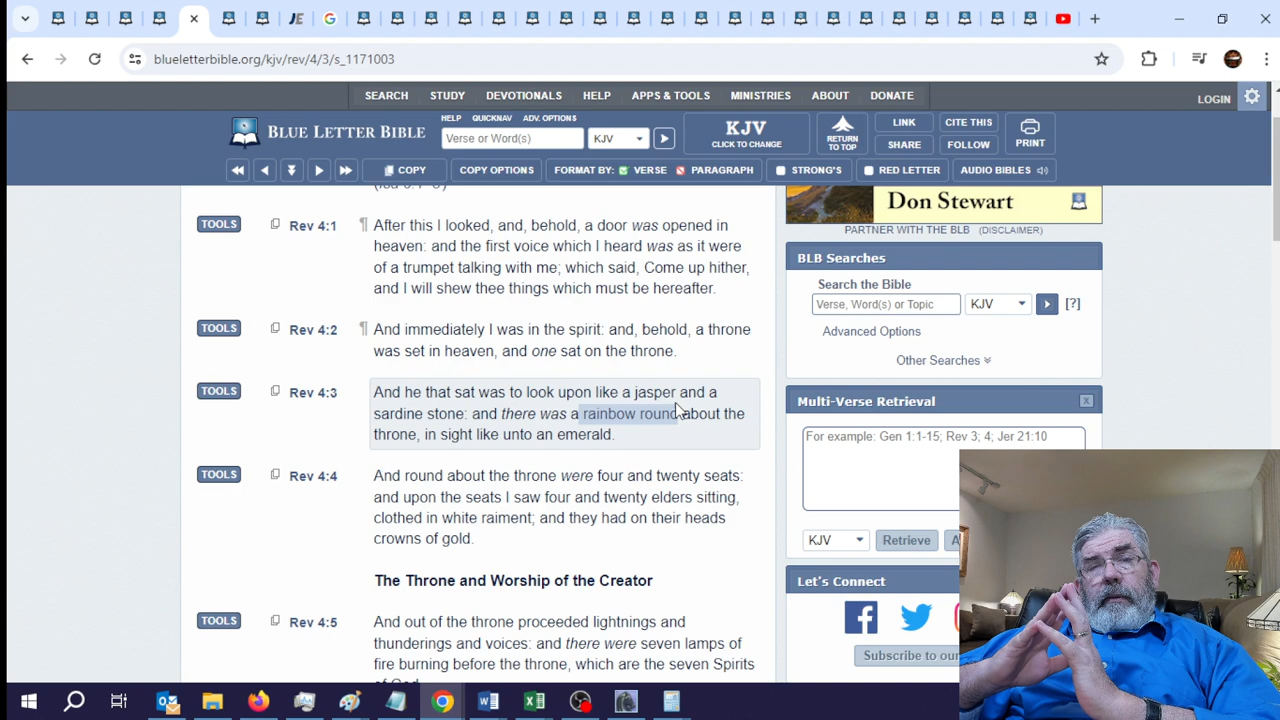 blueletterbible.org/kjv/rev/4/3/s_1171003
SEARCH STUDY DEVOTIONALS HELP APPS & TOOLS MINISTRIES ABOUT DONATE
LOGIN
BLUE LETTER BIBLE
HELP QUICKNAV ADV. OPTIONS
Verse or Word(s)
KJV
KJV
CLICK TO CHANGE
RETURN
TO TOP
LINK
CITE THIS
SHARE
FOLLOW
PRINT
COPY COPY OPTIONS FORMAT BY: VERSE PARAGRAPH STRONG'S RED LETTER AUDIO BIBLES
TOOLS Rev 4:1 ¶ After this I looked, and, behold, a door was opened in
heaven: and the first voice which I heard was as it were
of a trumpet talking with me; which said, Come up hither,
and I will shew thee things which must be hereafter.
TOOLS Rev 4:2 ¶ And immediately I was in the spirit: and, behold, a throne
was set in heaven, and one sat on the throne.
TOOLS Rev 4:3 And he that sat was to look upon like a jasper and a
sardine stone: and there was a rainbow round about the
throne, in sight like unto an emerald.
TOOLS Rev 4:4 And round about the throne were four and twenty seats:
and upon the seats I saw four and twenty elders sitting,
clothed in white raiment; and they had on their heads
crowns of gold.
The Throne and Worship of the Creator
TOOLS Rev 4:5 And out of the throne proceeded lightnings and
thunderings and voices: and there were seven lamps of
fire burning before the throne, which are the seven Spirits
Don Stewart
PARTNER WITH THE BLB (DISCLAIMER)
BLB Searches
Search the Bible
Verse, Word(s) or Topic
KJV
[?]
Advanced Options
Other Searches
Multi-Verse Retrieval
x
For example: Gen 1:1-15; Rev 3; 4; Jer 21:10
KJV
Retrieve
A
Let's Connect
Subscribe to our